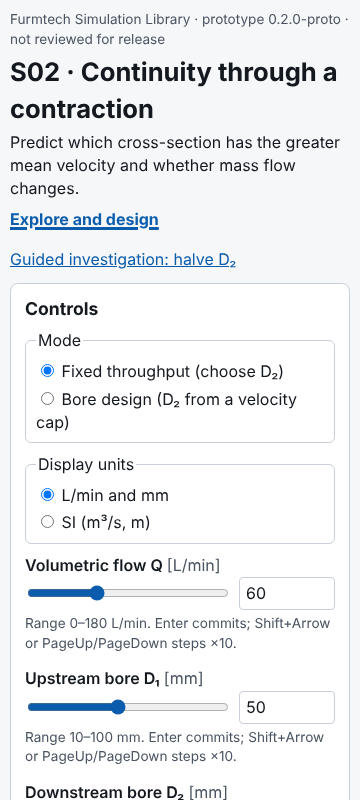 Furmtech Simulation Library · prototype 0.2.0-proto ·
not reviewed for release
S02 · Continuity through a
contraction
Predict which cross-section has the greater
mean velocity and whether mass flow
changes.
Explore and design
Guided investigation: halve D₂
Controls
Mode
Fixed throughput (choose D₂)
Bore design (D₂ from a velocity
cap)
Display units
L/min and mm
SI (m³/s, m)
Volumetric flow Q [L/min]
60
Range 0–180 L/min. Enter commits; Shift+Arrow
or PageUp/PageDown steps ×10.
Upstream bore D₁ [mm]
50
Range 10–100 mm. Enter commits; Shift+Arrow
or PageUp/PageDown steps ×10.
Downstream bore D₂ [mm]